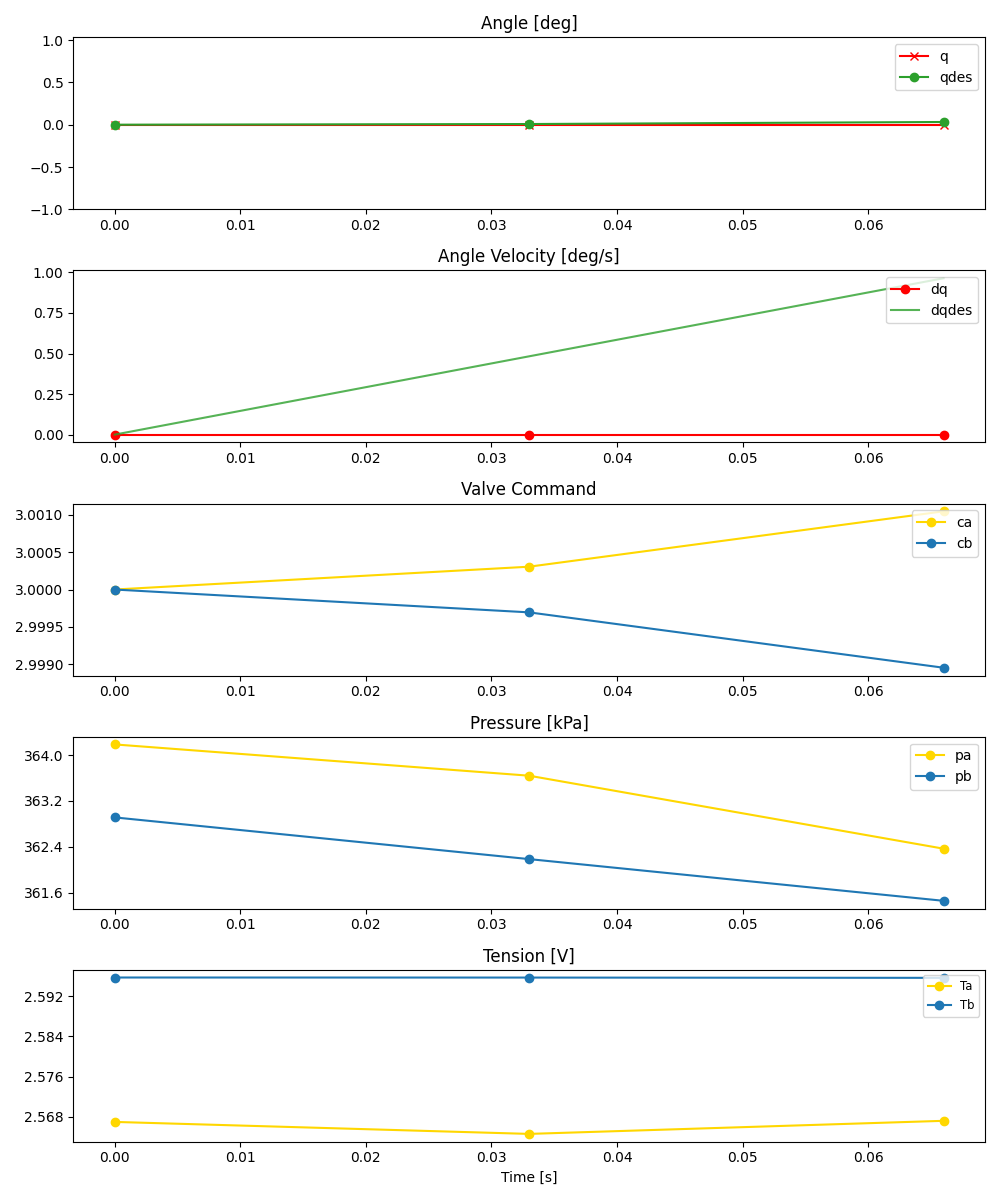 Angle [deg]
1.0
0.5
0.0
−0.5
−1.0
q
qdes
0.00 0.01 0.02 0.03 0.04 0.05 0.06
Angle Velocity [deg/s]
1.00
0.75
0.50
0.25
0.00
dq
dqdes
0.00 0.01 0.02 0.03 0.04 0.05 0.06
Valve Command
3.0010
3.0005
3.0000
2.9995
2.9990
ca
cb
0.00 0.01 0.02 0.03 0.04 0.05 0.06
Pressure [kPa]
364.0
363.2
362.4
361.6
pa
pb
0.00 0.01 0.02 0.03 0.04 0.05 0.06
Tension [V]
2.592
2.584
2.576
2.568
Ta
Tb
0.00 0.01 0.02 0.03 0.04 0.05 0.06
Time [s]